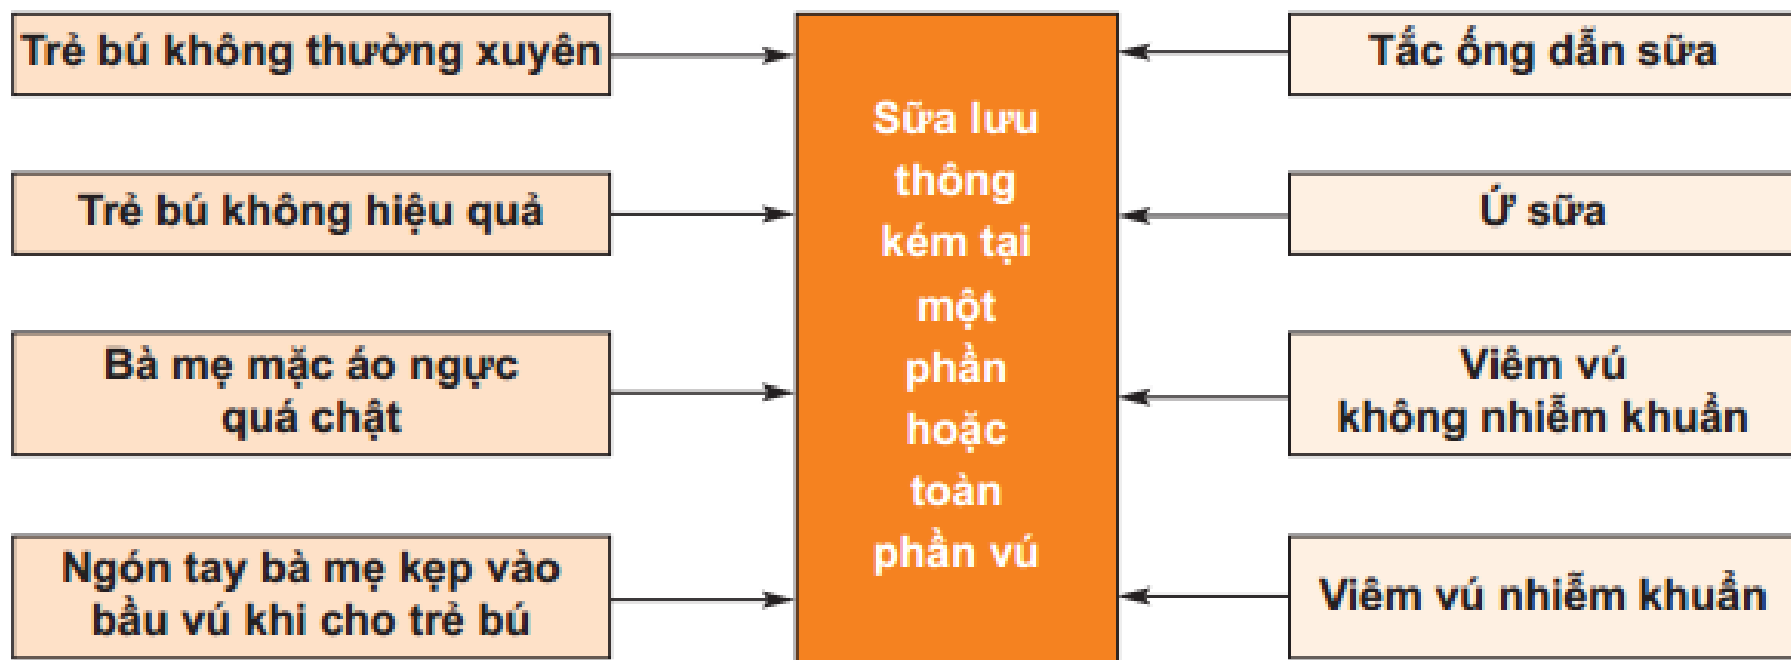 Trẻ bú không thường xuyên
Trẻ bú không hiệu quả
Bà mẹ mặc áo ngực
quá chật
Ngón tay bà mẹ kẹp vào
bầu vú khi cho trẻ bú
Sữa lưu
thông
kém tại
một
phần
hoặc
toàn
phần vú
Tắc ống dẫn sữa
Ứ sữa
Viêm vú
không nhiễm khuẩn
Viêm vú nhiễm khuẩn